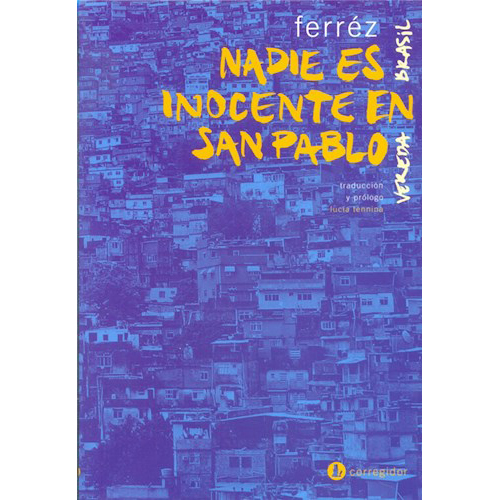 ferréz
NADIE ES
INOCENTE EN
SAN PABLO
VEREDA BRASIL
traducción
y prólogo
lucía tennina
corregidor